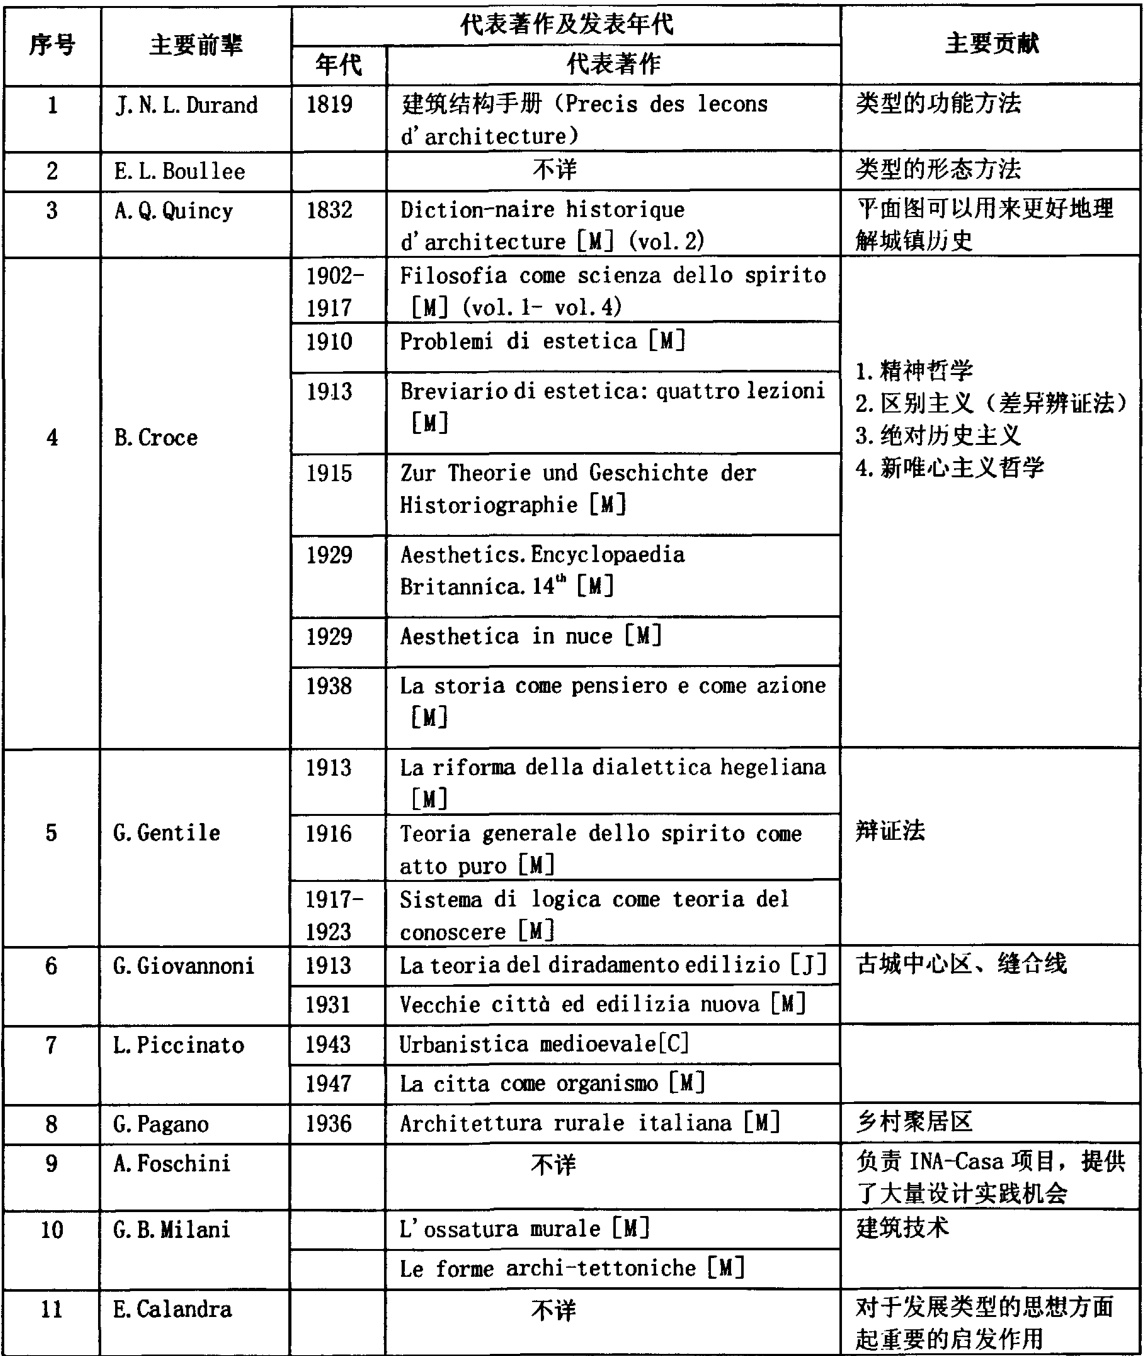 序号 主要前辈 代表著作及发表年代 主要贡献
年代 代表著作
1 J. N. L. Durand 1819 建筑结构手册（Precis des lecons 类型的功能方法
d'architecture）
2 E. L. Boullee 不详 类型的形态方法
3 A. Q. Quincy 1832 Diction-naire historique 平面图可以用来更好地理
d'architecture [M] (vol. 2) 解城镇历史
4 B. Croce
1902- Filosofia come scienza dello spirito
1917 [M] (vol. 1- vol. 4)
1910 Problemi di estetica [M]
1913 Breviario di estetica: quattro lezioni
[M]
1915 Zur Theorie und Geschichte der
Historiographie [M]
1929 Aesthetics. Encyclopaedia
Britannica. 14th [M]
1929 Aesthetica in nuce [M]
1938 La storia come pensiero e come azione
[M]
1. 精神哲学
2. 区别主义（差异辨证法）
3. 绝对历史主义
4. 新唯心主义哲学
5 G. Gentile
1913 La riforma della dialettica hegeliana
[M]
1916 Teoria generale dello spirito come
atto puro [M]
1917- Sistema di logica come teoria del
1923 conoscere [M]
辩证法
6 G. Giovannoni 1913 La teoria del diradamento edilizio [J] 古城中心区、缝合线
1931 Vecchie città ed edilizia nuova [M]
7 L. Piccinato 1943 Urbanistica medioevale[C]
1947 La citta come organismo [M]
8 G. Pagano 1936 Architettura rurale italiana [M] 乡村聚居区
9 A. Foschini 不详 负责 INA-Casa 项目，提供
了大量设计实践机会
10 G. B. Milani L'ossatura murale [M] 建筑技术
Le forme archi-tettoniche [M]
11 E. Calandra 不详 对于发展类型的思想方面
起重要的启发作用